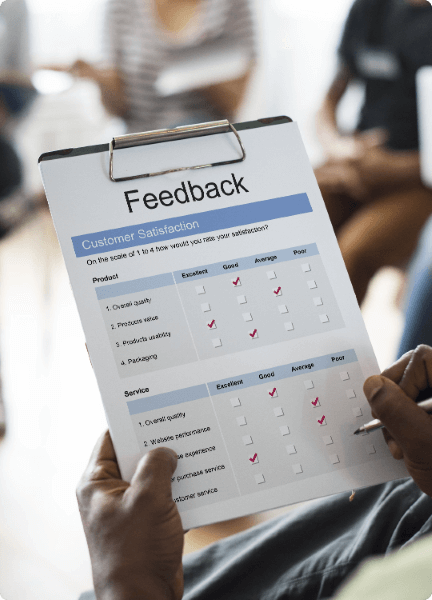 Feedback
Customer Satisfaction
On the scale of 1 to 4 how would you rate your satisfaction?
Product Excellent Good Average Poor
1. Overall quality
2. Products value
3. Products usability
4. Packaging
Service Excellent Good Average Poor
1. Overall quality
2. Website performance
experience
purchase service
service